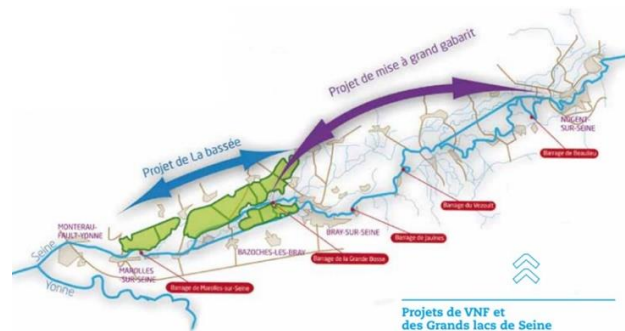 Projet de mise à grand gabarit
Projet de La bassée
NOGENT-
SUR-SEINE
Barrage de Beaulieu
Barrage du Vezoult
Barrage de Jaulnes
BRAY-SUR-SEINE
Barrage de la Grande Bosse
BAZOCHES-LES-BRAY
MONTERAU-
FAULT-YONNE
Seine
Yonne
MAROLLES
SUR-SEINE
Barrage de Marolles-sur-Seine
Projets de VNF et
des Grands lacs de Seine